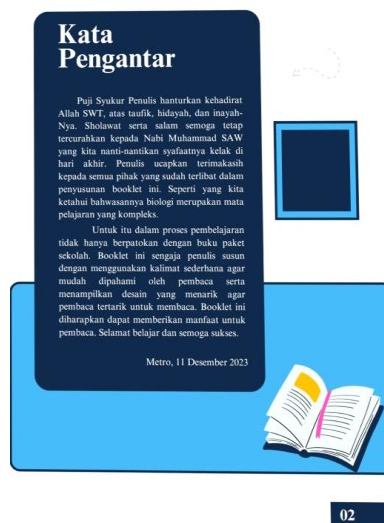 Kata
Pengantar
Puji Syukur Penulis hanturkan kehadirat
Allah SWT, atas taufik, hidayah, dan inayah-
Nya. Sholawat serta salam semoga tetap
tercurahkan kepada Nabi Muhammad SAW
yang kita nanti-nantikan syafaatnya kelak di
hari akhir. Penulis ucapkan terimakasih
kepada semua pihak yang sudah terlibat dalam
penyusunan booklet ini. Seperti yang kita
ketahui bahwasannya biologi merupakan mata
pelajaran yang kompleks.
Untuk itu dalam proses pembelajaran
tidak hanya berpatokan dengan buku paket
sekolah. Booklet ini sengaja penulis susun
dengan menggunakan kalimat sederhana agar
mudah dipahami oleh pembaca serta
menampilkan desain yang menarik agar
pembaca tertarik untuk membaca. Booklet ini
diharapkan dapat memberikan manfaat untuk
pembaca. Selamat belajar dan semoga sukses.
Metro, 11 Desember 2023
02